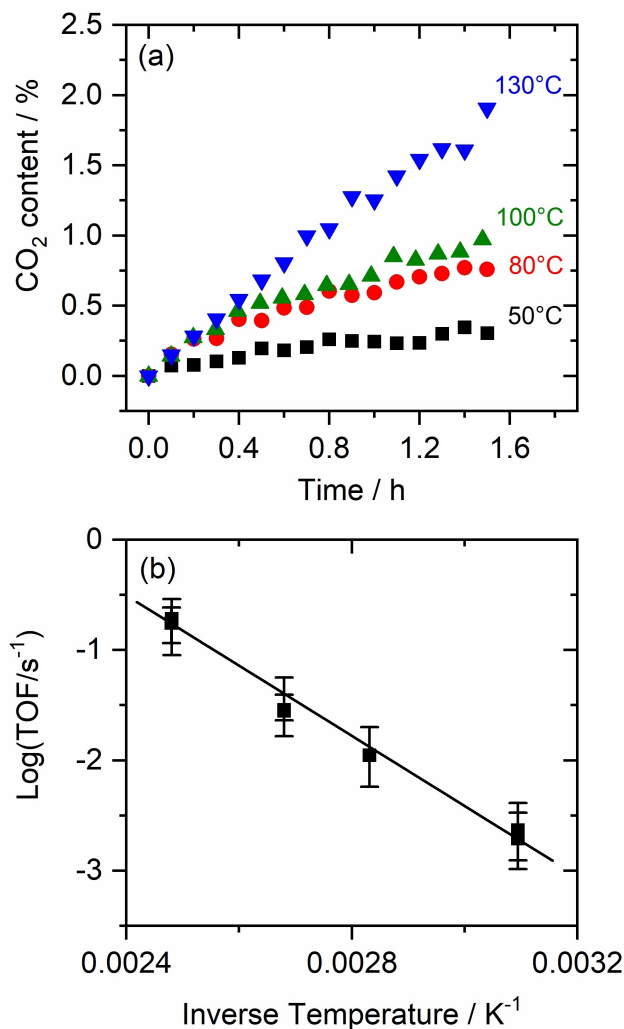 2.5
(a)
130°C
2.0
1.5
100°C
1.0
80°C
0.5
50°C
0.0
CO₂ content / %
0.0 0.4 0.8 1.2 1.6
Time / h
0
(b)
-1
-2
-3
Log(TOF/s⁻¹)
0.0024 0.0028 0.0032
Inverse Temperature / K⁻¹